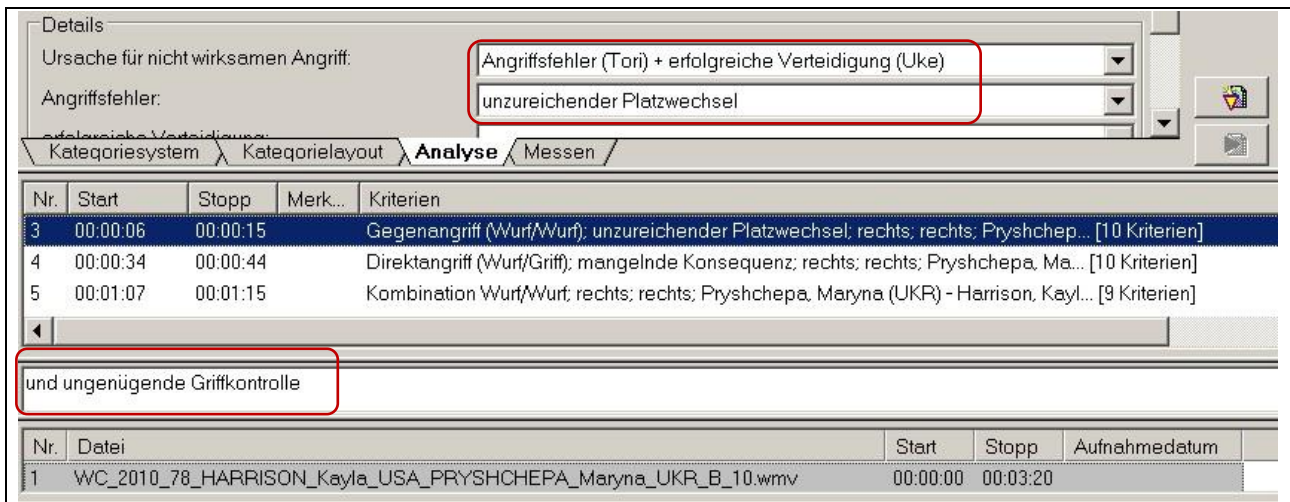 Details
Ursache für nicht wirksamen Angriff: Angriffsfehler (Tori) + erfolgreiche Verteidigung (Uke)
Angriffsfehler: unzureichender Platzwechsel
erfolgreiche Verteidigung:
Kategoriesystem Kategorielayout Analyse Messen
Nr. Start Stopp Merk... Kriterien
3 00:00:06 00:00:15 Gegenangriff (Wurf/Wurf); unzureichender Platzwechsel; rechts; rechts; Pryshchep... [10 Kriterien]
4 00:00:34 00:00:44 Direktangriff (Wurf/Griff); mangelnde Konsequenz; rechts; rechts; Pryshchepa, Ma... [10 Kriterien]
5 00:01:07 00:01:15 Kombination Wurf/Wurf; rechts; rechts; Pryshchepa, Maryna (UKR) - Harrison, Kayl... [9 Kriterien]
und ungenügende Griffkontrolle
Nr. Datei Start Stopp Aufnahmedatum
1 WC_2010_78_HARRISON_Kayla_USA_PRYSHCHEPA_Maryna_UKR_B_10.wmv 00:00:00 00:03:20